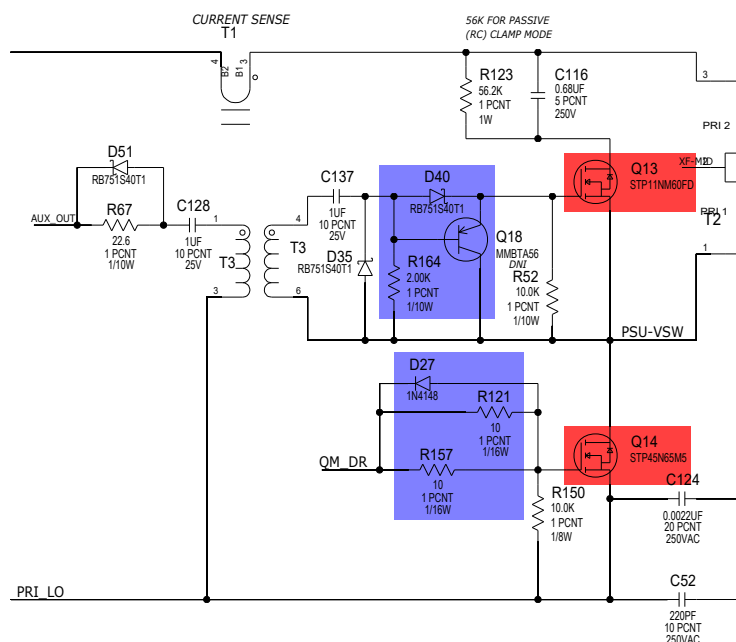 CURRENT SENSE
T1
4
B2
B1
3
56K FOR PASSIVE
(RC) CLAMP MODE
R123
56.2K
1 PCNT
1W
C116
0.68UF
5 PCNT
250V
3
PRI 2
D51
RB751S40T1
R67
22.6
1 PCNT
1/10W
AUX_OUT
C128
1UF
10 PCNT
25V
1
T3
3
4
T3
6
C137
1UF
10 PCNT
25V
D35
RB751S40T1
D40
RB751S40T1
Q18
MMBTA56
DNI
R164
2.00K
1 PCNT
1/10W
R52
10.0K
1 PCNT
1/10W
Q13
STP11NM60FD
PRI 1
T2
1
PSU-VSW
D27
1N4148
R121
10
1 PCNT
1/16W
QM_DR
R157
10
1 PCNT
1/16W
R150
10.0K
1 PCNT
1/8W
Q14
STP45N65M5
C124
0.0022UF
20 PCNT
250VAC
PRI_LO
C52
220PF
10 PCNT
250VAC